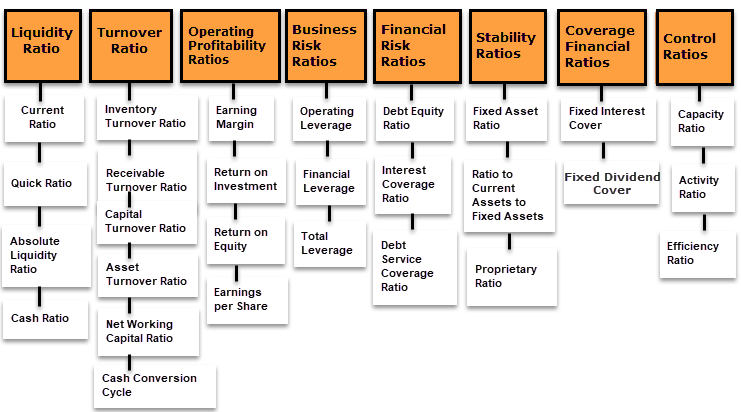 Liquidity
Ratio
Current
Ratio
Quick Ratio
Absolute
Liquidity
Ratio
Cash Ratio
Turnover
Ratio
Inventory
Turnover Ratio
Receivable
Turnover Ratio
Capital
Turnover Ratio
Asset
Turnover Ratio
Net Working
Capital Ratio
Cash Conversion
Cycle
Operating
Profitability
Ratios
Earning
Margin
Return on
Investment
Return on
Equity
Earnings
per Share
Business
Risk
Ratios
Operating
Leverage
Financial
Leverage
Total
Leverage
Financial
Risk
Ratios
Debt Equity
Ratio
Interest
Coverage
Ratio
Debt
Service
Coverage
Ratio
Stability
Ratios
Fixed Asset
Ratio
Ratio to
Current
Assets to
Fixed Assets
Proprietary
Ratio
Coverage
Financial
Ratios
Fixed Interest
Cover
Fixed Dividend
Cover
Control
Ratios
Capacity
Ratio
Activity
Ratio
Efficiency
Ratio